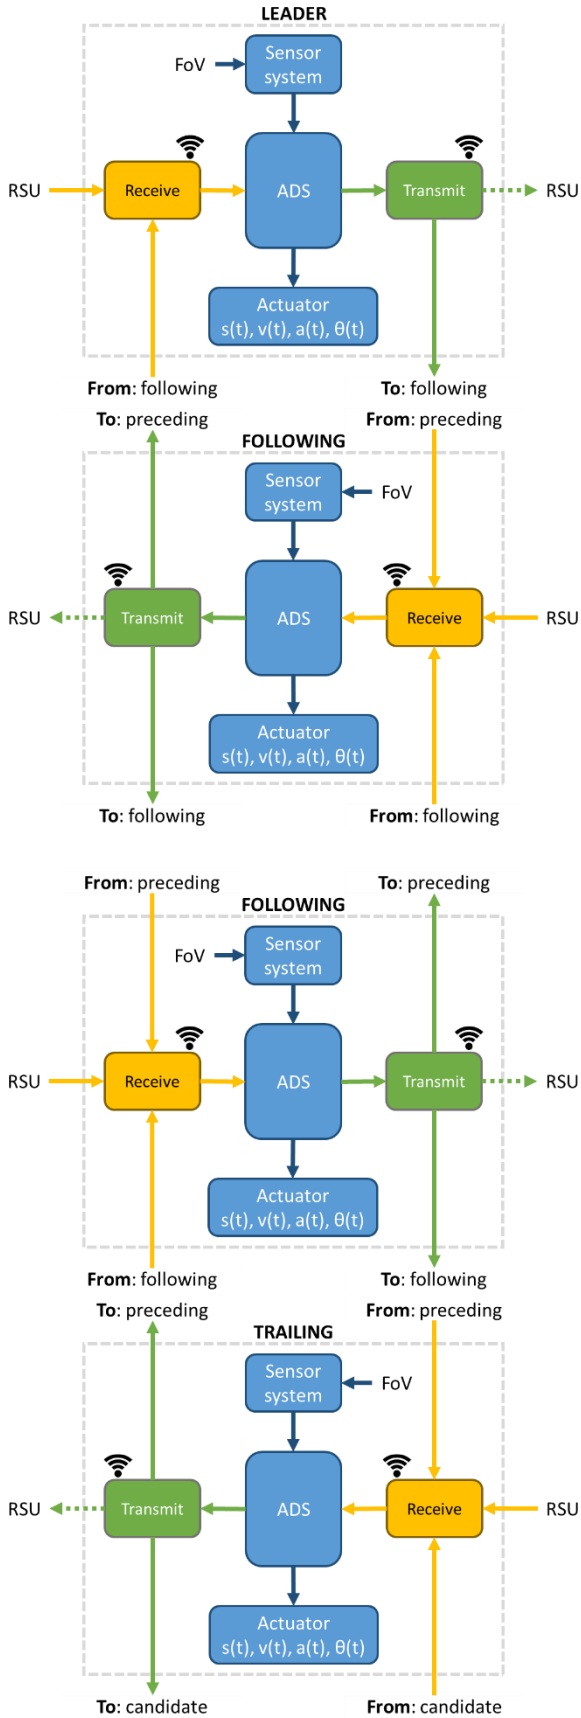 LEADER
FoV
Sensor
system
RSU
Receive
ADS
Transmit
RSU
Actuator
s(t), v(t), a(t), θ(t)
From: following
To: following
To: preceding
From: preceding
FOLLOWING
Sensor
system
FoV
RSU
Transmit
ADS
Receive
RSU
Actuator
s(t), v(t), a(t), θ(t)
To: following
From: following
From: preceding
To: preceding
FOLLOWING
FoV
Sensor
system
RSU
Receive
ADS
Transmit
RSU
Actuator
s(t), v(t), a(t), θ(t)
From: following
To: following
To: preceding
From: preceding
TRAILING
Sensor
system
FoV
RSU
Transmit
ADS
Receive
RSU
Actuator
s(t), v(t), a(t), θ(t)
To: candidate
From: candidate